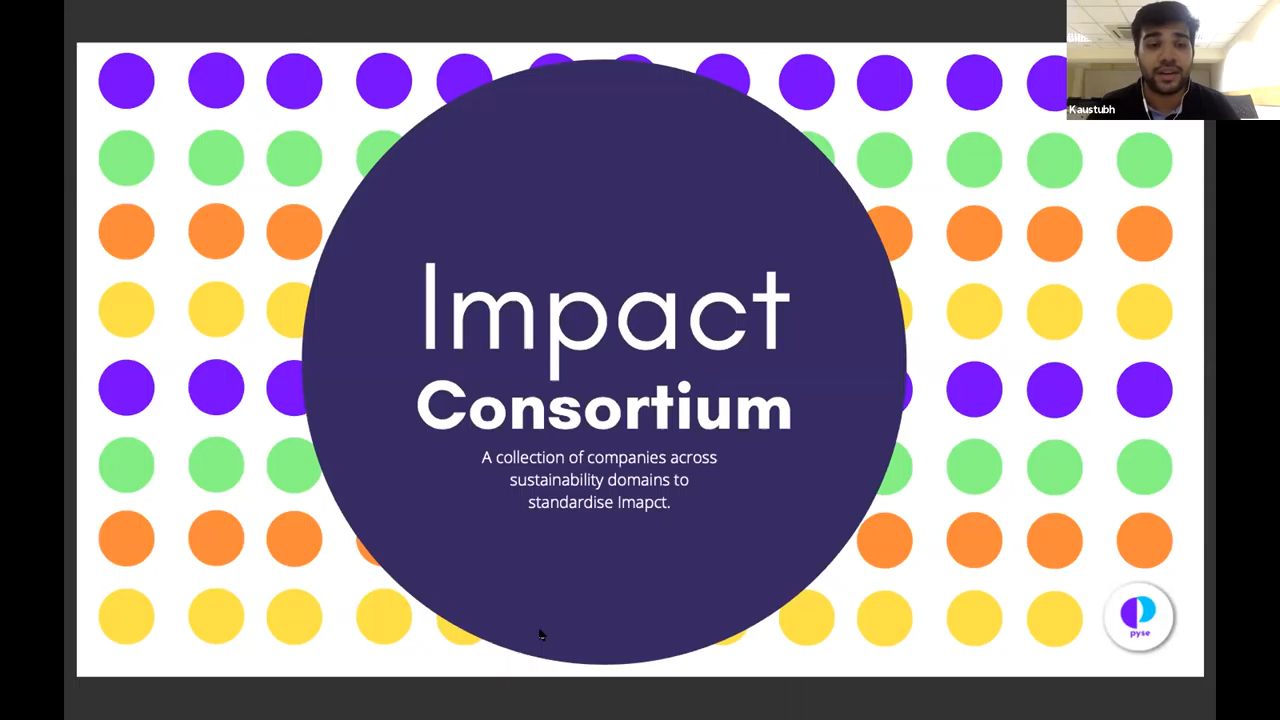 Impact
Consortium
A collection of companies across
sustainability domains to
standardise Imapct.
Kaustubh
pyse